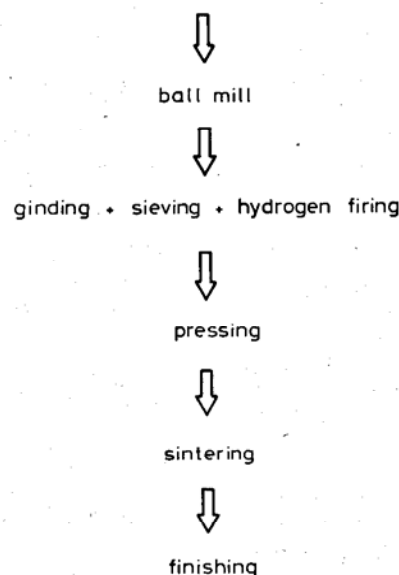 ball mill
ginding + sieving + hydrogen firing
pressing
sintering
finishing